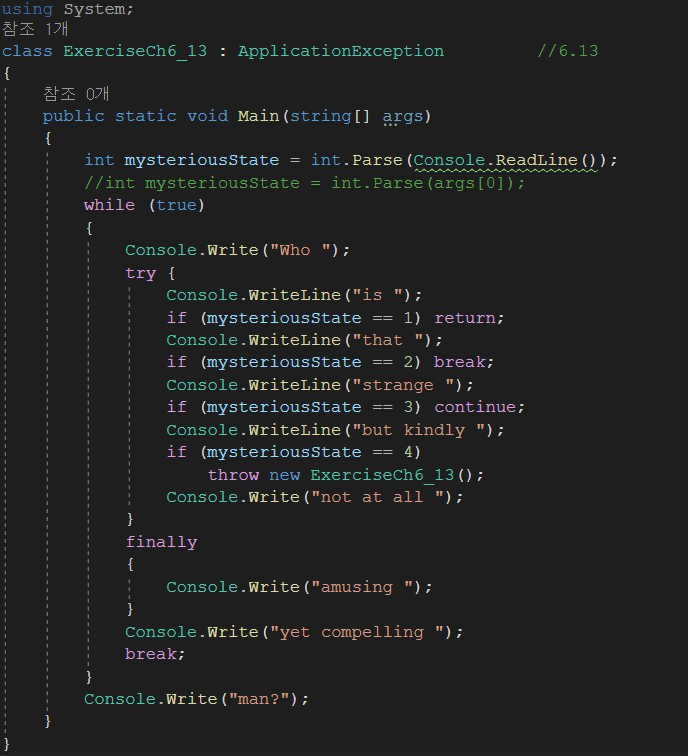 using System;
참조 1개
class ExerciseCh6_13 : ApplicationException //6.13
{
참조 0개
public static void Main(string[] args)
{
int mysteriousState = int.Parse(Console.ReadLine());
//int mysteriousState = int.Parse(args[0]);
while (true)
{
Console.Write("Who ");
try {
Console.WriteLine("is ");
if (mysteriousState == 1) return;
Console.WriteLine("that ");
if (mysteriousState == 2) break;
Console.WriteLine("strange ");
if (mysteriousState == 3) continue;
Console.WriteLine("but kindly ");
if (mysteriousState == 4)
throw new ExerciseCh6_13();
Console.Write("not at all ");
}
finally
{
Console.Write("amusing ");
}
Console.Write("yet compelling ");
break;
}
Console.Write("man?");
}
}